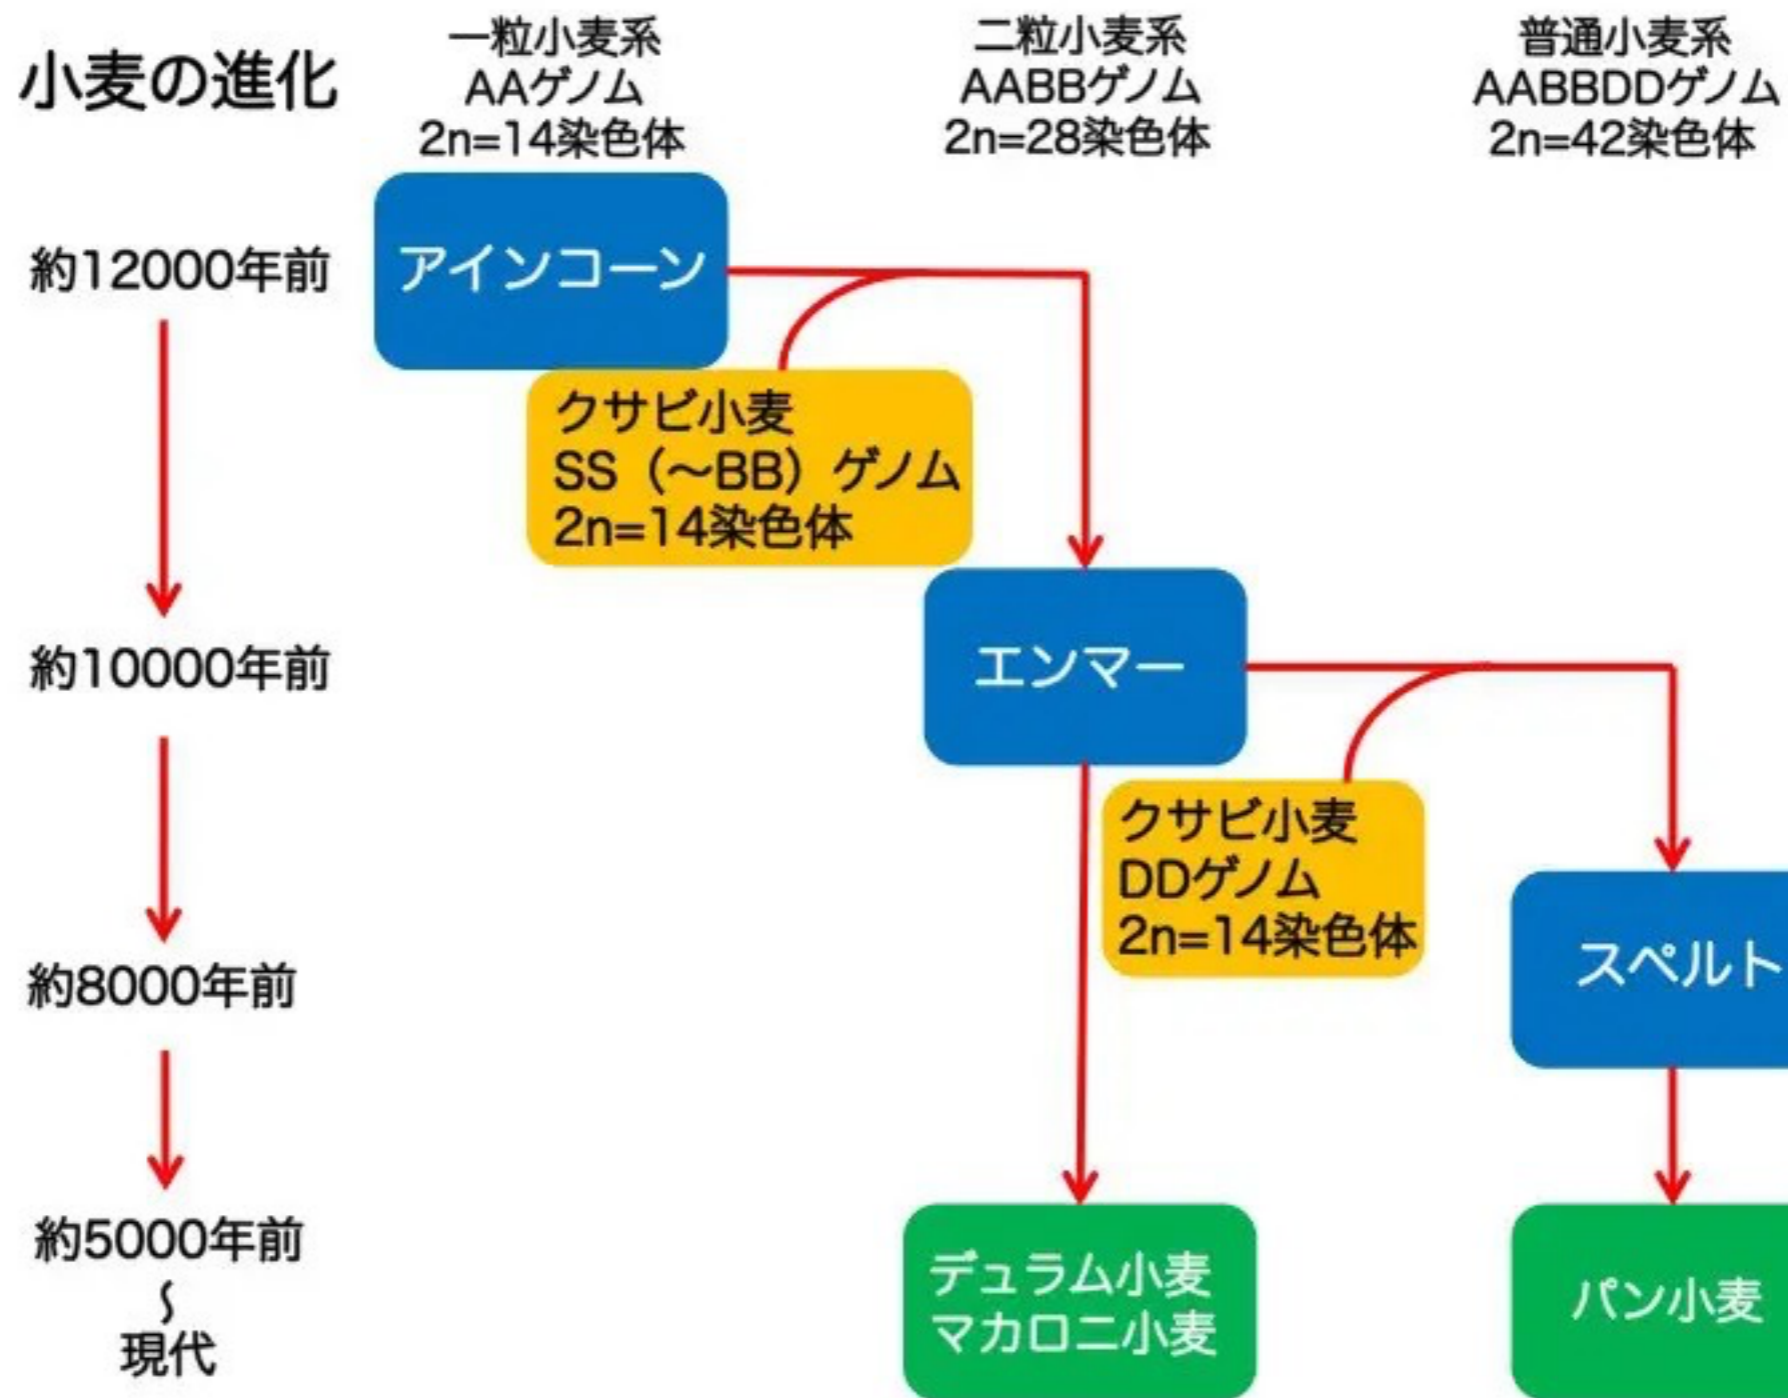 小麦の進化
一粒小麦系
AAゲノム
2n=14染色体
二粒小麦系
AABBゲノム
2n=28染色体
普通小麦系
AABBDDゲノム
2n=42染色体
約12000年前
アインコーン
クサビ小麦
SS（〜BB）ゲノム
2n=14染色体
約10000年前
エンマー
クサビ小麦
DDゲノム
2n=14染色体
約8000年前
スペルト
約5000年前
〜
現代
デュラム小麦
マカロニ小麦
パン小麦